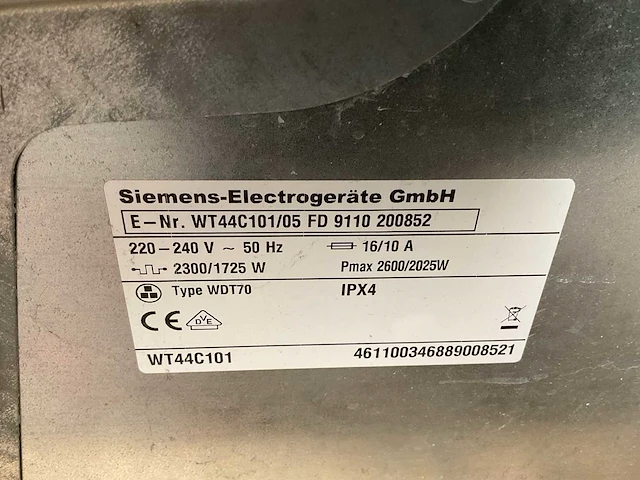 Siemens-Electrogeräte GmbH
E-Nr. WT44C101/05 FD 9110 200852
220-240 V ~ 50 Hz 16/10 A
2300/1725 W Pmax 2600/2025W
Type WDT70 IPX4
CE DVE
WT44C101 461100346889008521